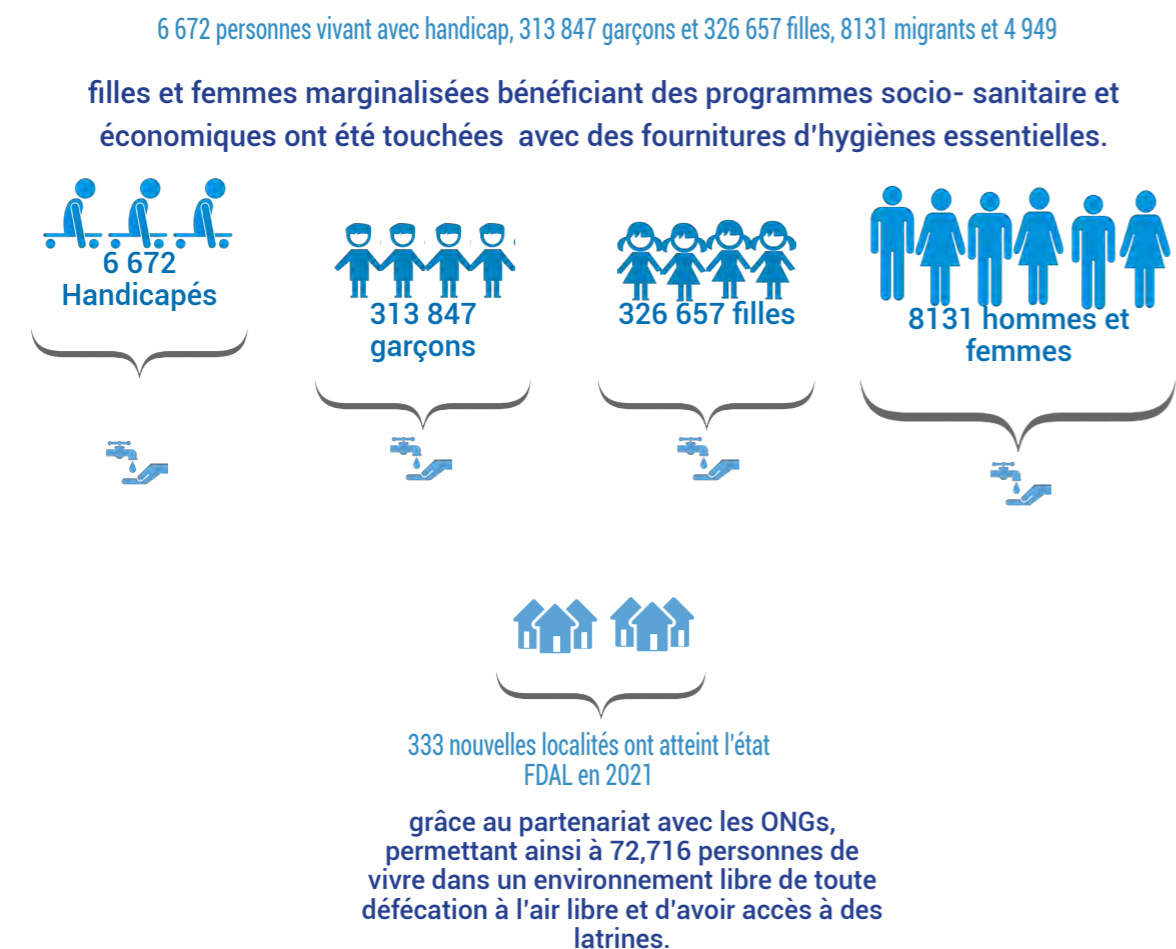 6 672 personnes vivant avec handicap, 313 847 garçons et 326 657 filles, 8131 migrants et 4 949
filles et femmes marginalisées bénéficiant des programmes socio- sanitaire et
économiques ont été touchées avec des fournitures d'hygiènes essentielles.
6 672
Handicapés
313 847
garçons
326 657 filles
8131 hommes et
femmes
333 nouvelles localités ont atteint l'état
FDAL en 2021
grâce au partenariat avec les ONGs,
permettant ainsi à 72,716 personnes de
vivre dans un environment libre de toute
défécation à l'air libre et d'avoir accès à des
latrines.